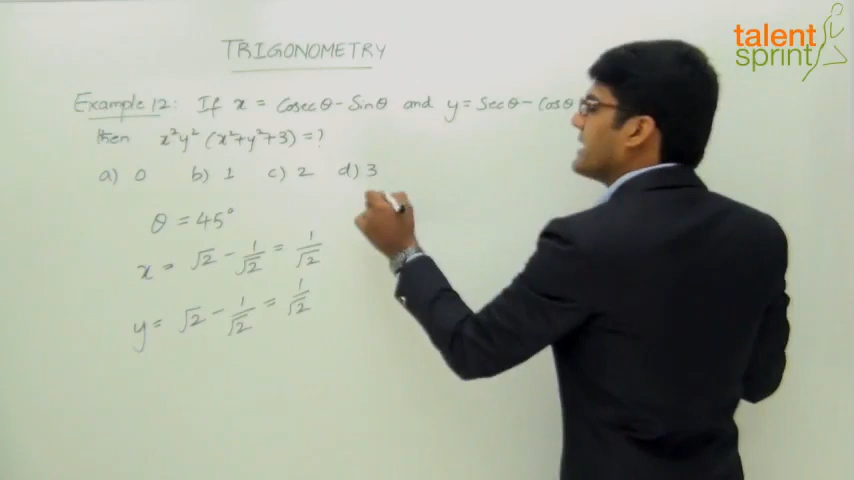 talent
sprint
TRIGONOMETRY
Example 12: If x = Cosecθ - Sinθ and y = Secθ - Cosθ
then x²y² (x²+y²+3) = ?
a) 0 b) 1 c) 2 d) 3
θ = 45°
x = √2 - 1/√2 = 1/√2
y = √2 - 1/√2 = 1/√2